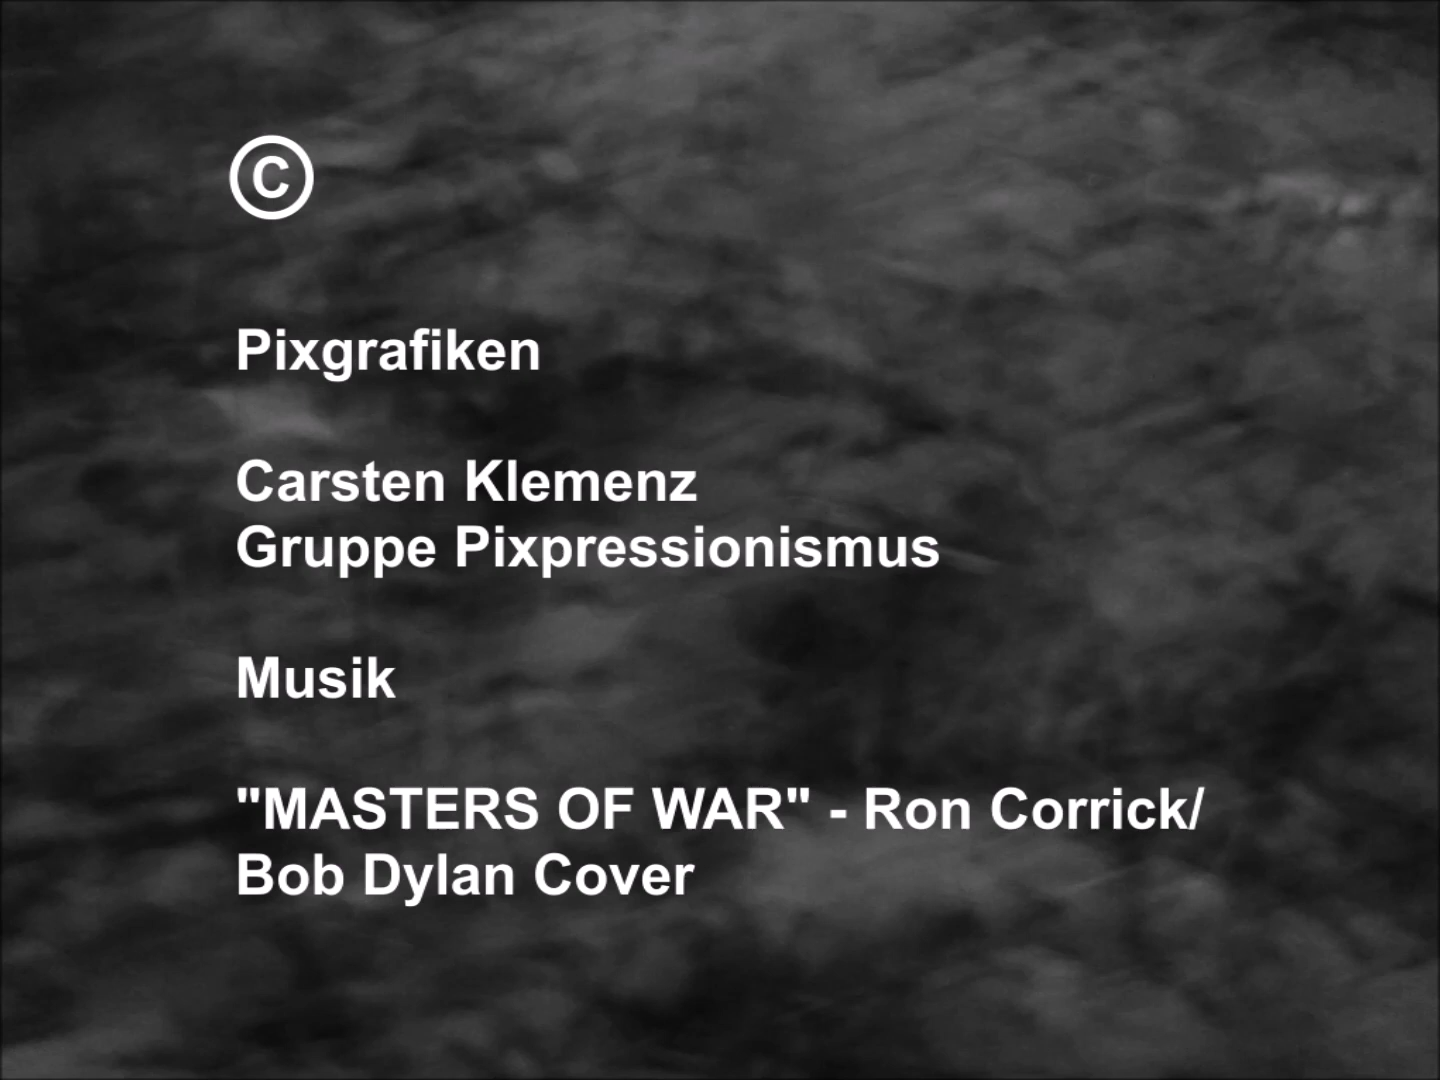 ©
Pixgrafiken
Carsten Klemenz
Gruppe Pixpressionismus
Musik
"MASTERS OF WAR" - Ron Corrick/
Bob Dylan Cover